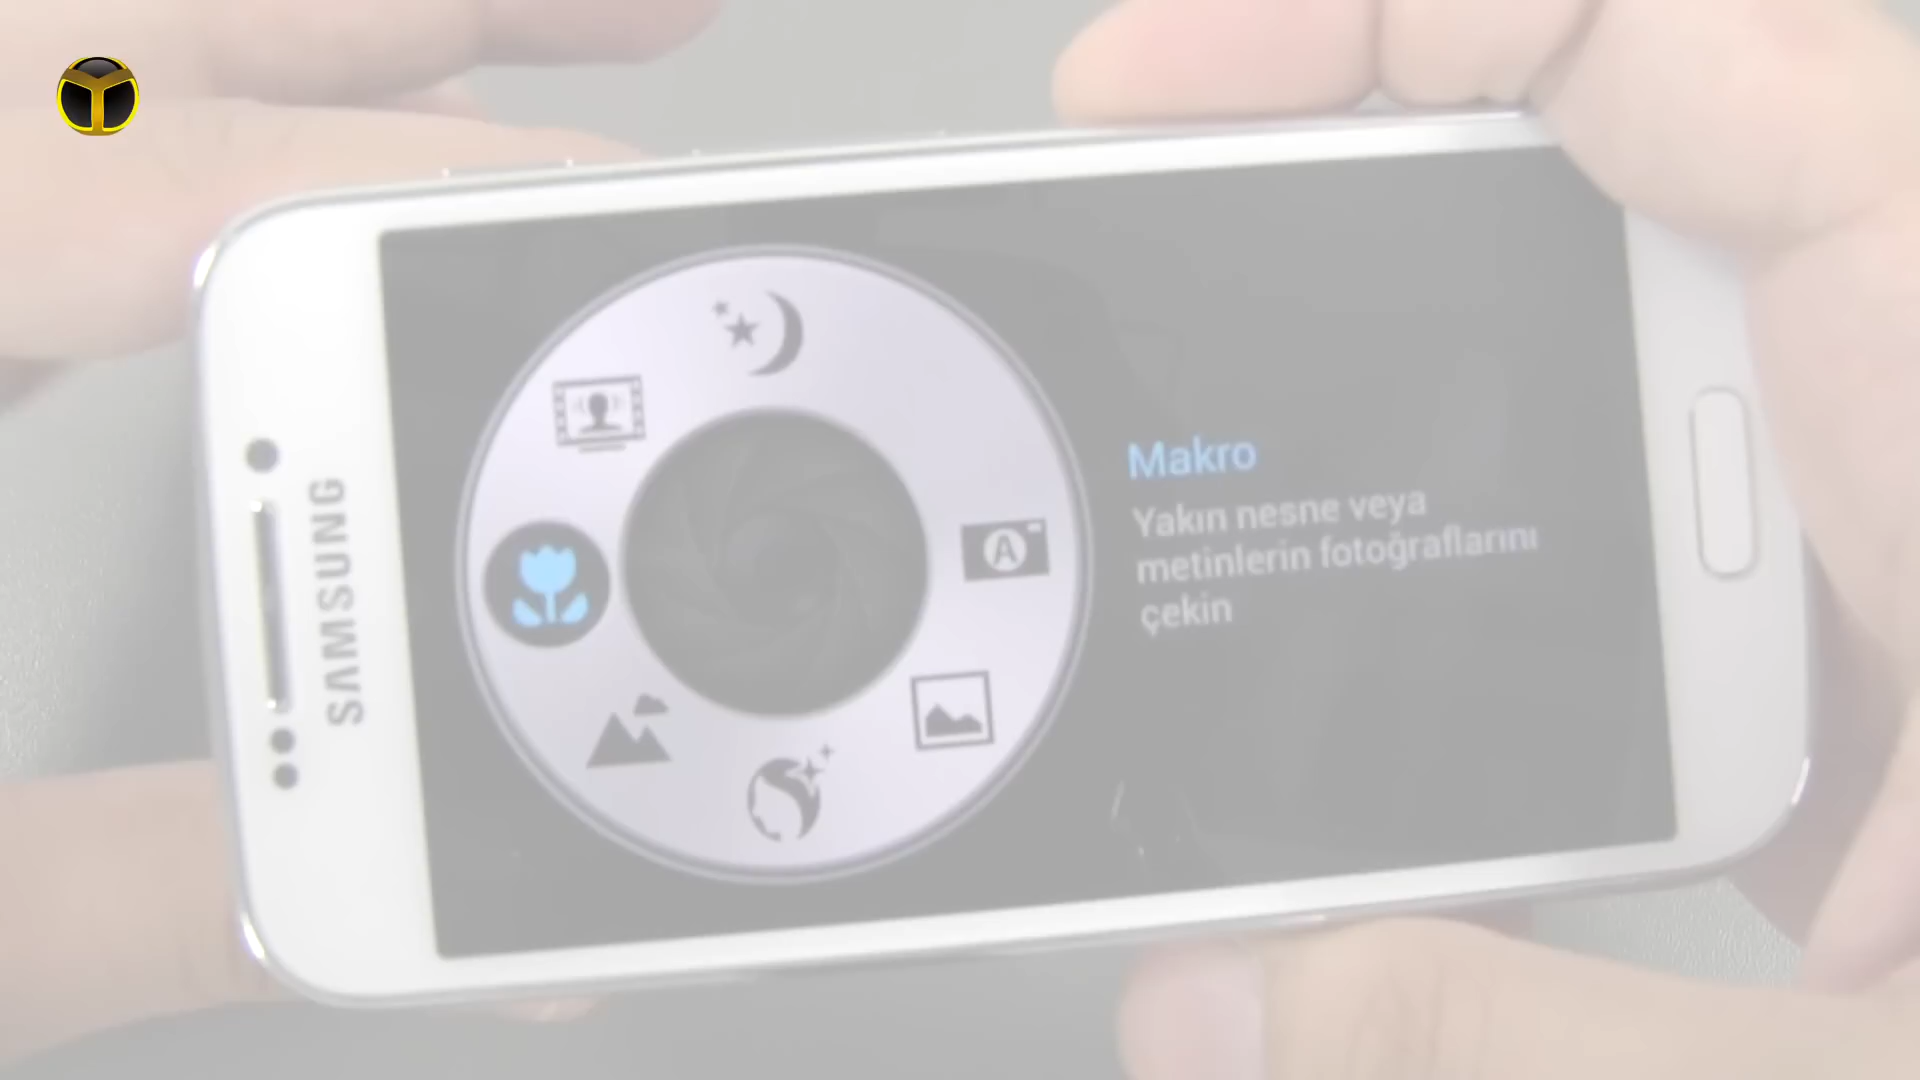 SAMSUNG
Makro
Yakın nesne veya
metinlerin fotoğraflarını
çekin
A